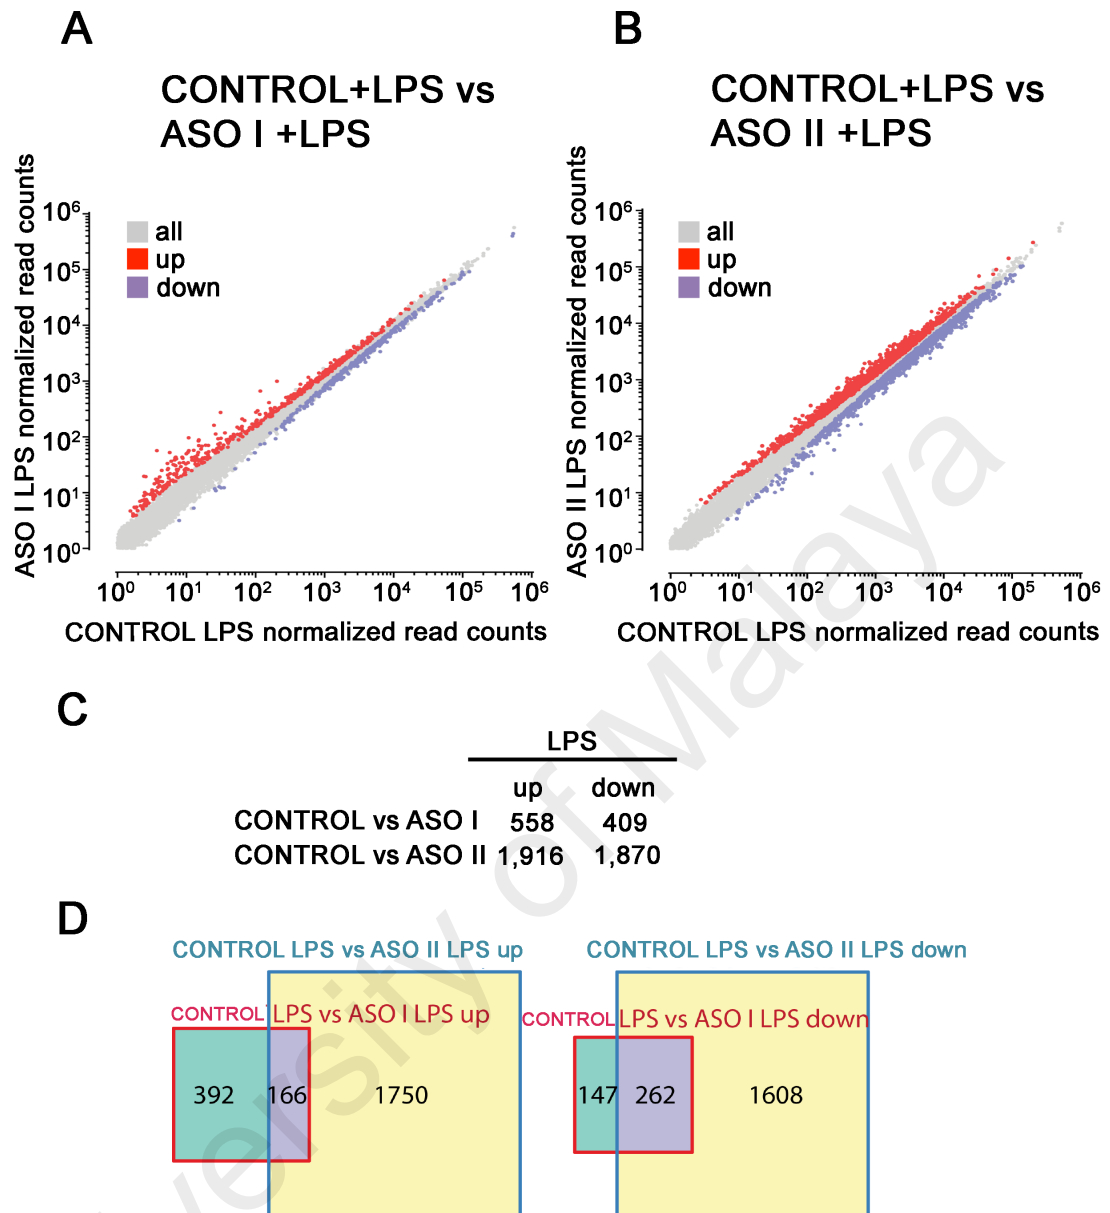 A
CONTROL+LPS vs
ASO I +LPS
ASO I LPS normalized read counts
10⁶
10⁵
10⁴
10³
10²
10¹
10⁰
all
up
down
10⁰ 10¹ 10² 10³ 10⁴ 10⁵ 10⁶
CONTROL LPS normalized read counts
B
CONTROL+LPS vs
ASO II +LPS
ASO II LPS normalized read counts
10⁶
10⁵
10⁴
10³
10²
10¹
10⁰
all
up
down
10⁰ 10¹ 10² 10³ 10⁴ 10⁵ 10⁶
CONTROL LPS normalized read counts
C
LPS
up down
CONTROL vs ASO I 558 409
CONTROL vs ASO II 1,916 1,870
D
CONTROL LPS vs ASO II LPS up
CONTROL LPS vs ASO I LPS up
392 166 1750
CONTROL LPS vs ASO II LPS down
CONTROL LPS vs ASO I LPS down
147 262 1608
versity of Malaya